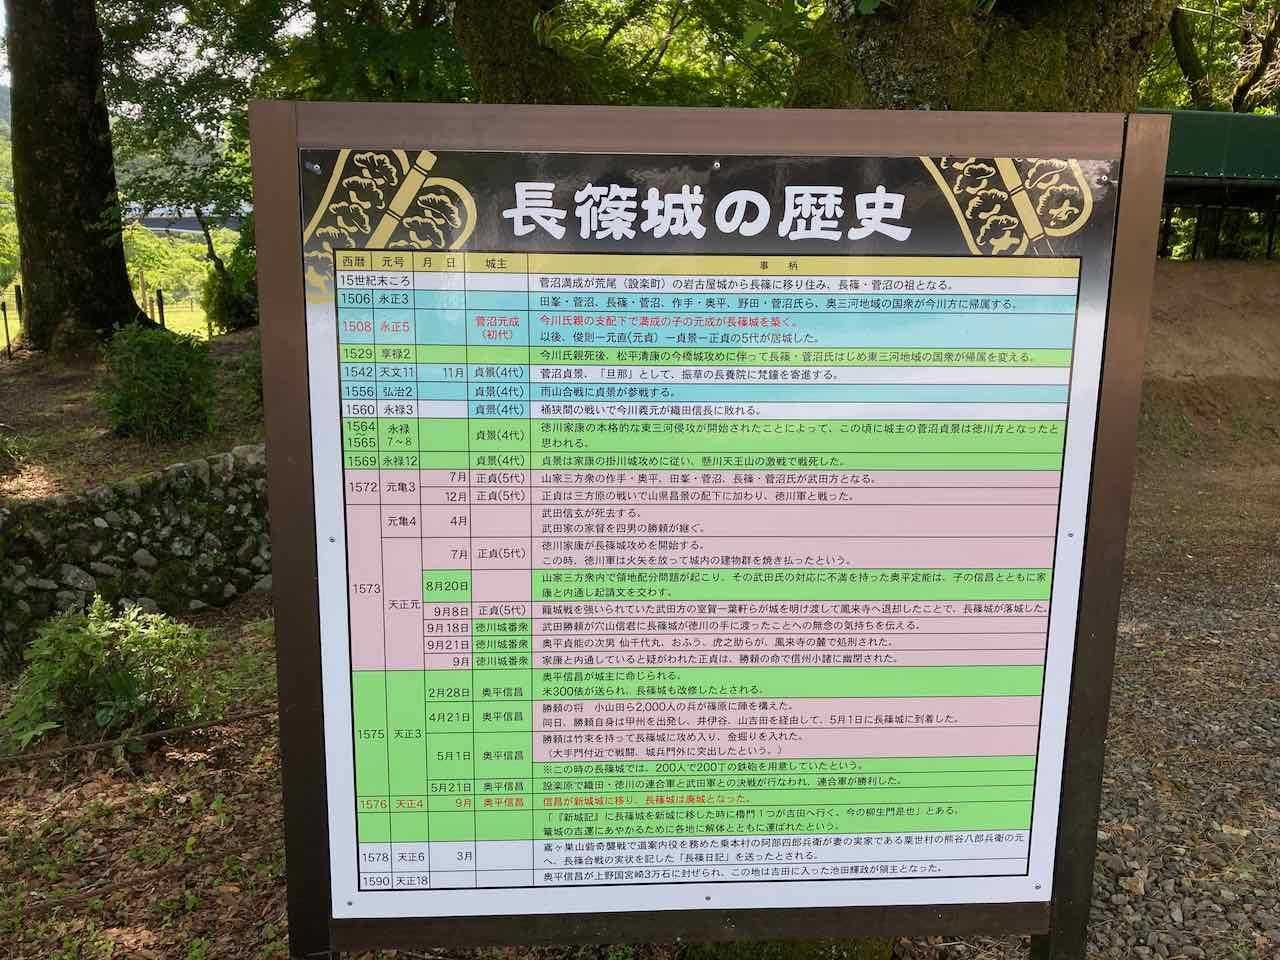 長篠城の歴史
西暦 元号 月 日 城主 事 柄
15世紀末ころ 菅沼満成が荒尾（設楽町）の岩古屋城から長篠に移り住み、長篠・菅沼の祖となる。
1506 永正3 田峯・菅沼、長篠・菅沼、作手・奥平、野田・菅沼氏ら、奥三河地域の国衆が今川方に帰属する。
1508 永正5 菅沼元成 今川氏親の支配下で満成の子の元成が長篠城を築く。
（初代） 以後、俊則ー元直(元貞）ー貞景ー正貞の5代が居城した。
1529 享禄2 今川氏親死後、松平清康の今橋城攻めに伴って長篠・菅沼氏はじめ東三河地域の国衆が帰属を変える。
1542 天文11 11月 貞景(4代) 菅沼貞景、「旦那」として、振草の長養院に梵鐘を寄進する。
1556 弘治2 貞景(4代) 雨山合戦に貞景が参戦する。
1560 永禄3 貞景(4代) 桶狭間の戦いで今川義元が織田信長に敗れる。
1564 永禄 貞景(4代) 徳川家康の本格的な東三河侵攻が開始されたことによって、この頃に城主の菅沼貞景は徳川方となったと
1565 7～8 思われる。
1569 永禄12 貞景(4代) 貞景は家康の掛川城攻めに従い、懸川天王山の激戦で戦死した。
1572 元亀3 7月 正貞(5代) 山家三方衆の作手・奥平、田峯・菅沼、長篠・菅沼氏が武田方となる。
12月 正貞(5代) 正貞は三方原の戦いで山県昌景の配下に加わり、徳川軍と戦った。
1573 元亀4 4月 武田信玄が死去する。
武田家の家督を四男の勝頼が継ぐ。
天正元 7月 正貞(5代) 徳川家康が長篠城攻めを開始する。
この時、徳川軍は火矢を放って城内の建物群を焼き払ったという。
8月20日 山家三方衆内で領地配分問題が起こり、その武田氏の対応に不満を持った奥平定能は、子の信昌とともに家
康と内通し起請文を交わす。
9月8日 正貞(5代) 籠城戦を強いられていた武田方の室賀一葉軒らが城を明け渡して鳳来寺へ退却したことで、長篠城が落城した。
9月18日 徳川城番衆 武田勝頼が穴山信君に長篠城が徳川の手に渡ったことへの無念の気持ちを伝える。
9月21日 徳川城番衆 奥平貞能の次男 仙千代丸、おふう、虎之助らが、鳳来寺の麓で処刑された。
9月 徳川城番衆 家康と内通していると疑がわれた正貞は、勝頼の命で信州小諸に幽閉された。
1575 天正3 2月28日 奥平信昌 奥平信昌が城主に命じられる。
米300俵が送られ、長篠城も改修したとされる。
4月21日 奥平信昌 勝頼の将 小山田ら2,000人の兵が篠原に陣を構えた。
同日、勝頼自身は甲州を出発し、井伊谷、山吉田を経由して、5月1日に長篠城に到着した。
5月1日 奥平信昌 勝頼は竹束を持って長篠城に攻め入り、金掘りを入れた。
（大手門付近で戦闘、城兵門外に突出したという。）
※この時の長篠城では、200人で200丁の鉄砲を用意していたという。
5月21日 奥平信昌 設楽原で織田・徳川の連合軍と武田軍との決戦が行なわれ、連合軍が勝利した。
1576 天正4 9月 奥平信昌 信昌が新城城に移り、長篠城は廃城となった。
「『新城記』に長篠城を新城に移した時に櫓門1つが吉田へ行く、今の柳生門是也」とある。
篭城の吉運にあやかるために各地に解体とともに運ばれたという。
1578 天正6 3月 鳶ヶ巣山砦奇襲戦で道案内役を務めた乗本村の阿部四郎兵衛が妻の実家である粟世村の熊谷八郎兵衛の元
へ、長篠合戦の実状を記した「長篠日記」を送ったとされる。
1590 天正18 奥平信昌が上野国宮崎3万石に封ぜられ、この地は吉田に入った池田輝政が領主となった。